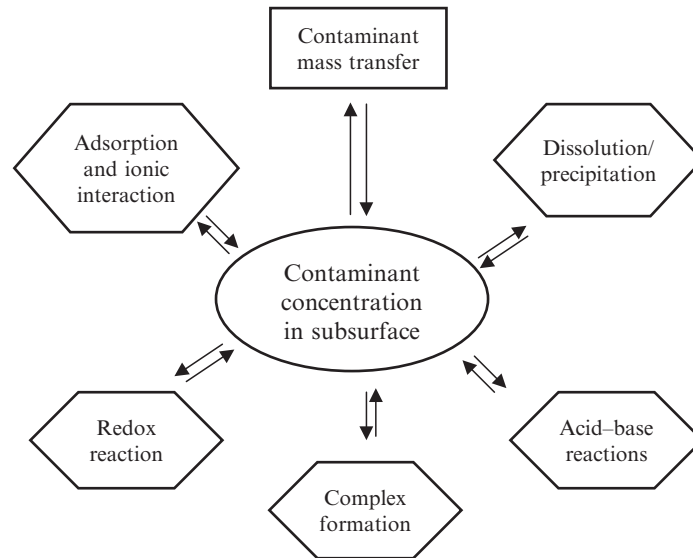 Contaminant
mass transfer
Adsorption
and ionic
interaction
Dissolution/
precipitation
Contaminant
concentration
in subsurface
Redox
reaction
Acid–base
reactions
Complex
formation